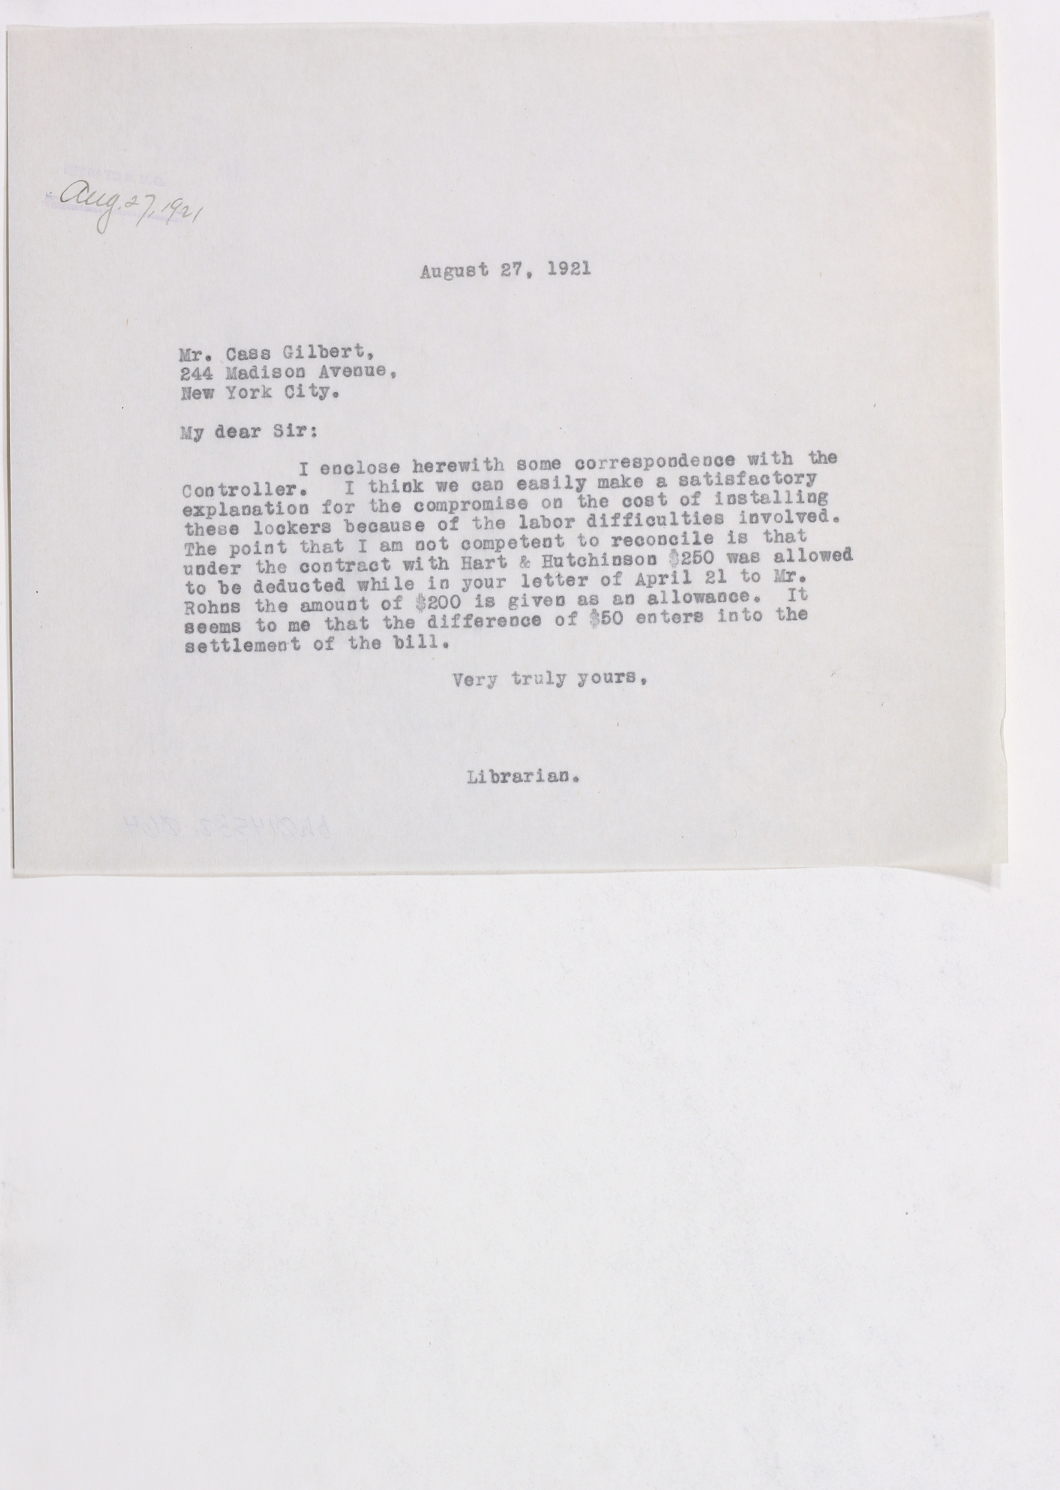 Aug. 27, 1921
August 27, 1921
Mr. Cass Gilbert,
244 Madison Avenue,
New York City.
My dear Sir:
I enclose herewith some correspondence with the
Controller. I think we can easily make a satisfactory
explanation for the compromise on the cost of installing
these lockers because of the labor difficulties involved.
The point that I am not competent to reconcile is that
under the contract with Hart & Hutchinson $250 was allowed
to be deducted while in your letter of April 21 to Mr.
Rohns the amount of $200 is given as an allowance. It
seems to me that the difference of $50 enters into the
settlement of the bill.
Very truly yours,
Librarian.